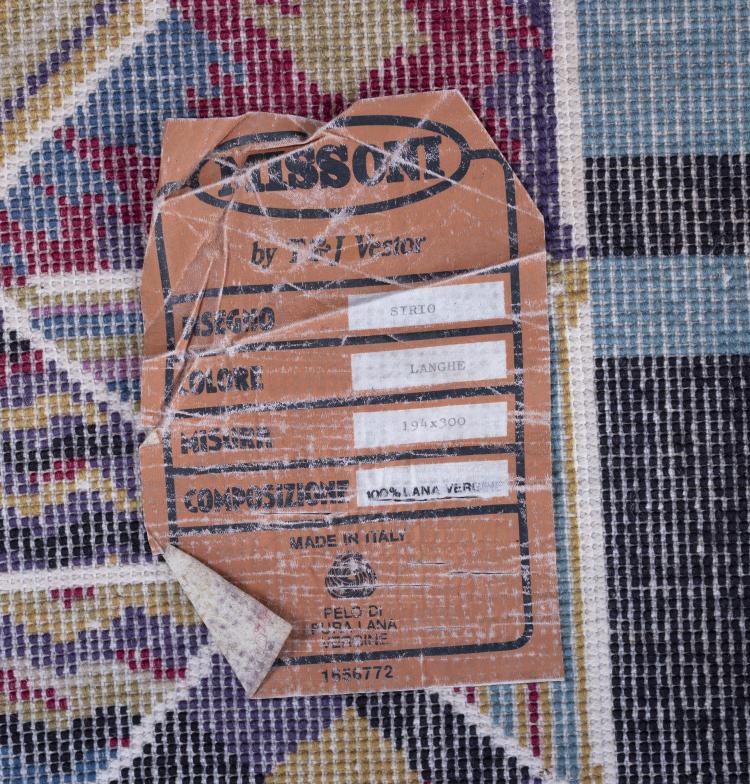 MISSONI
by T&J Vestor
DISEGNO SIRIO
COLORE LANGHE
MISURA 194x300
COMPOSIZIONE 100% LANA VERGINE
MADE IN ITALY
PELO DI
PURA LANA
VERGINE
1656772